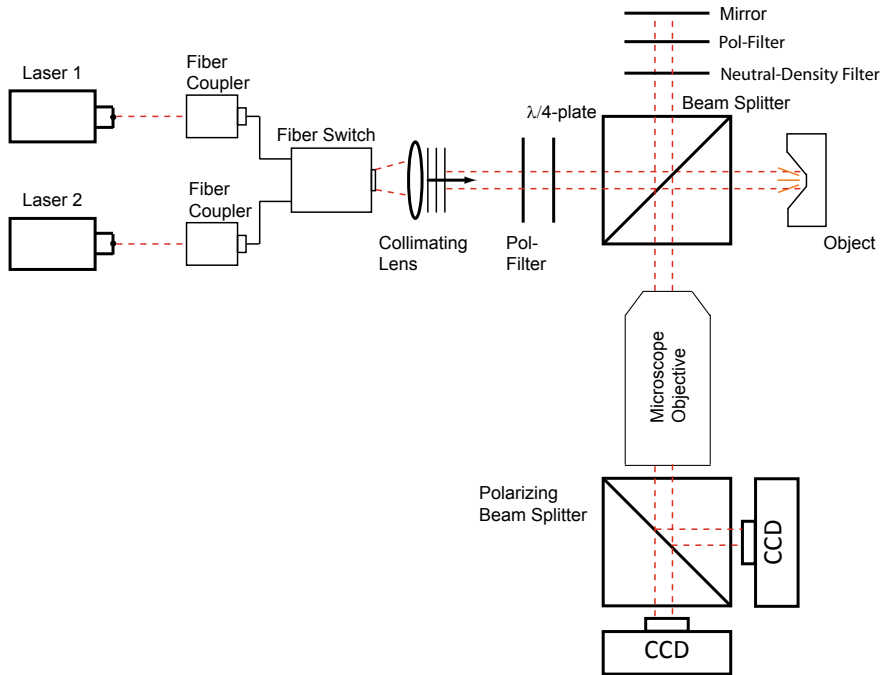 Laser 1
Fiber
Coupler
Fiber Switch
Laser 2
Fiber
Coupler
Collimating
Lens
Pol-
Filter
λ/4-plate
Mirror
Pol-Filter
Neutral-Density Filter
Beam Splitter
Object
Microscope
Objective
Polarizing
Beam Splitter
CCD
CCD